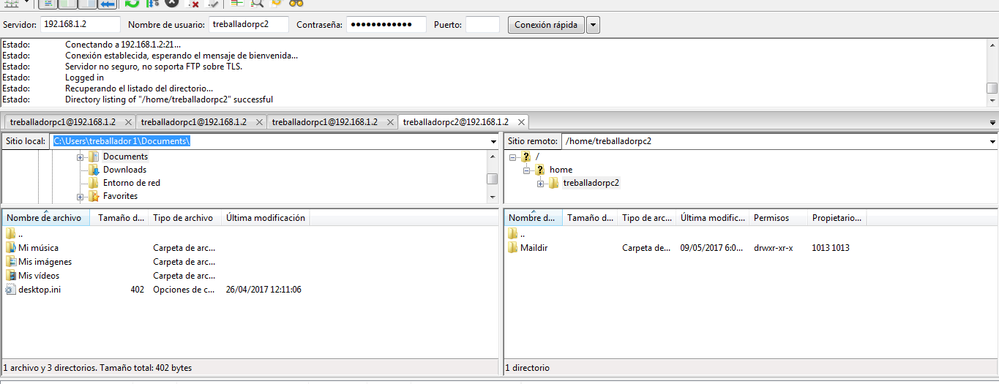 Servidor: 192.168.1.2 Nombre de usuario: treballadorpc2 Contraseña: ●●●●●●●●●●●● Puerto: Conexión rápida
Estado: Conectando a 192.168.1.2:21...
Estado: Conexión establecida, esperando el mensaje de bienvenida...
Estado: Servidor no seguro, no soporta FTP sobre TLS.
Estado: Logged in
Estado: Recuperando el listado del directorio...
Estado: Directory listing of "/home/treballadorpc2" successful
treballadorpc1@192.168.1.2 treballadorpc1@192.168.1.2 treballadorpc1@192.168.1.2 treballadorpc2@192.168.1.2
Sitio local: C:\Users\treballador1\Documents\
Documents
Downloads
Entorno de red
Favorites
Nombre de archivo Tamaño d... Tipo de archivo Última modificación
..
Mi música Carpeta de arc...
Mis imágenes Carpeta de arc...
Mis vídeos Carpeta de arc...
desktop.ini 402 Opciones de c... 26/04/2017 12:11:06
1 archivo y 3 directorios. Tamaño total: 402 bytes
Sitio remoto: /home/treballadorpc2
/
home
treballadorpc2
Nombre d... Tamaño d... Tipo de arc... Última modific... Permisos Propietario...
..
Maildir Carpeta de... 09/05/2017 6:0... drwxr-xr-x 1013 1013
1 directorio